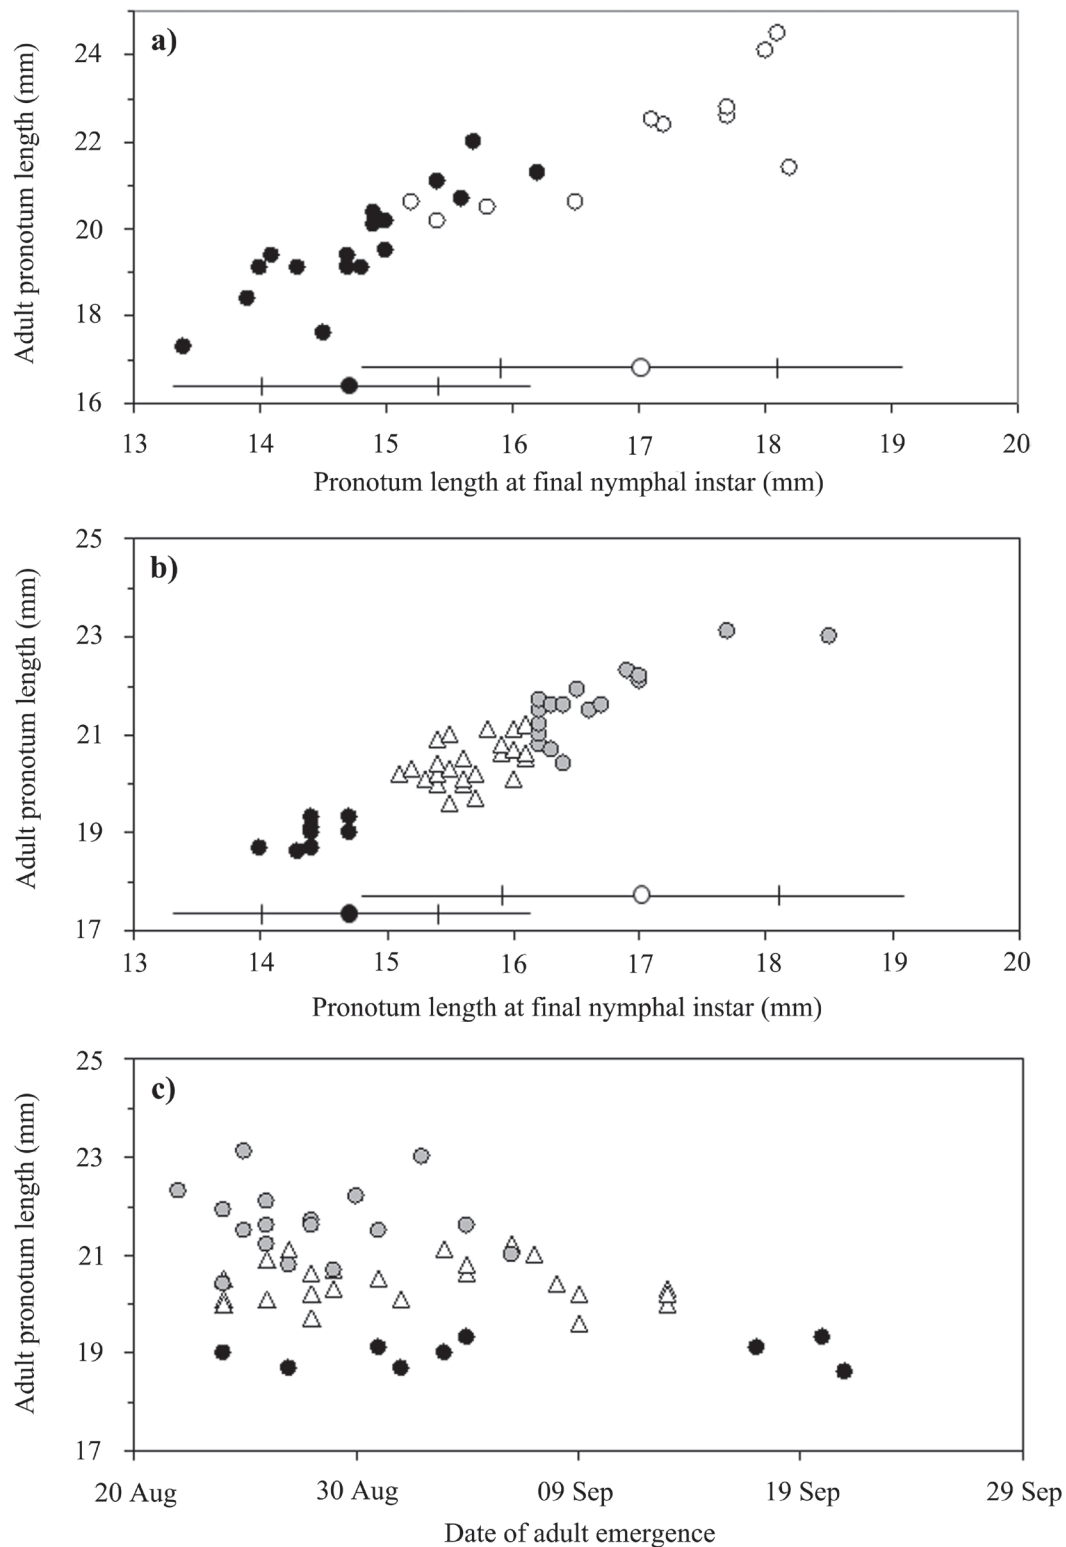 a)
Adult pronotum length (mm)
24
22
20
18
16
13 14 15 16 17 18 19 20
Pronotum length at final nymphal instar (mm)
b)
Adult pronotum length (mm)
25
23
21
19
17
13 14 15 16 17 18 19 20
Pronotum length at final nymphal instar (mm)
c)
Adult pronotum length (mm)
25
23
21
19
17
20 Aug 30 Aug 09 Sep 19 Sep 29 Sep
Date of adult emergence